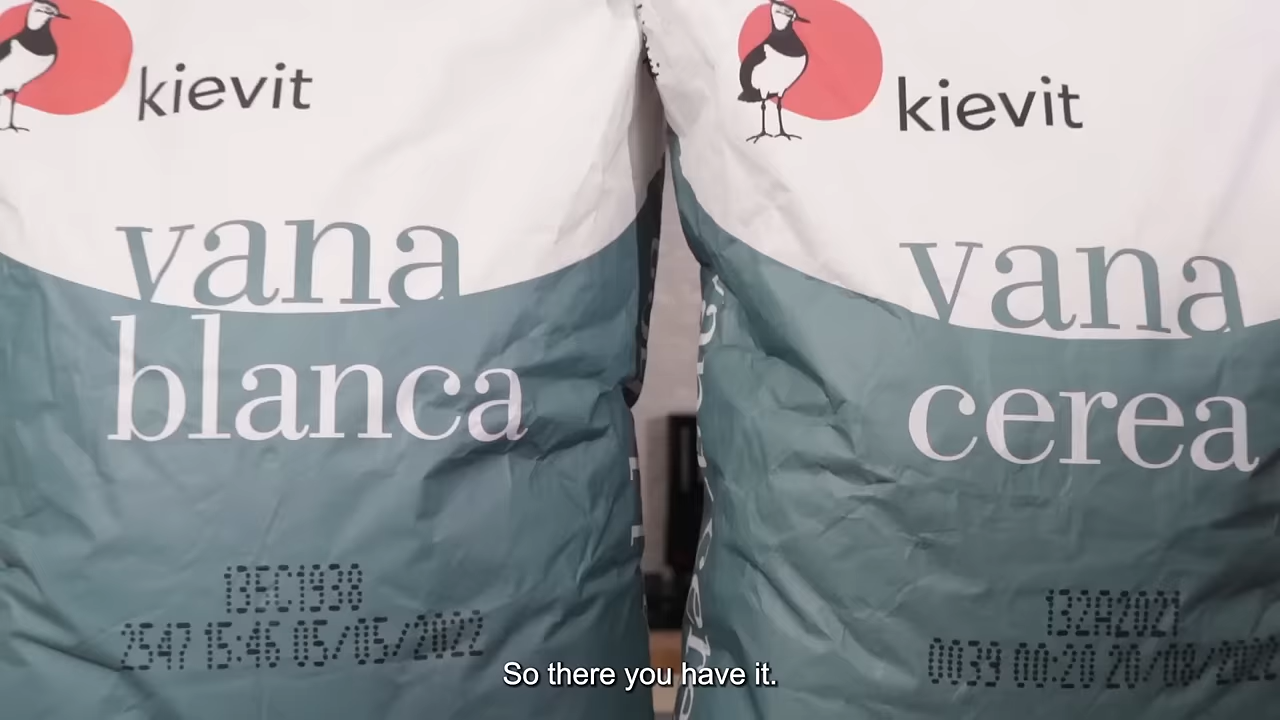 kievit
vana
blanca
2547 15:46 05/05/2022
kievit
vana
cerea
132A2021
0039 00:20 20/08/2022
So there you have it.